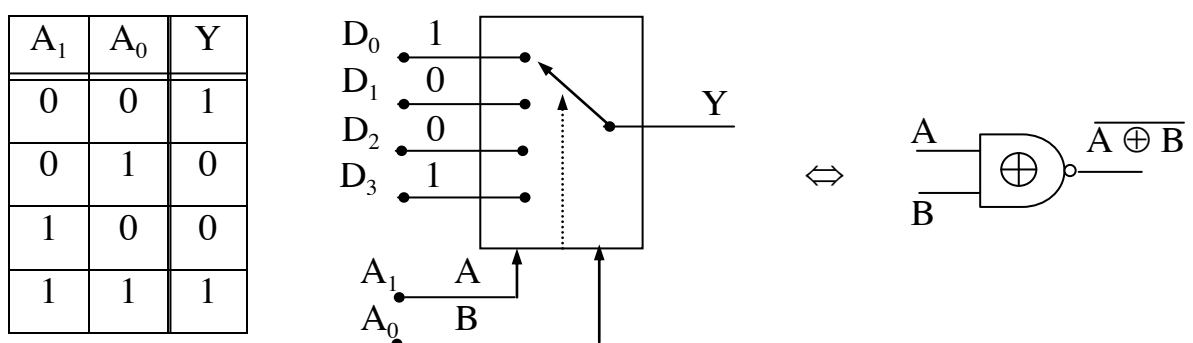 A₁ A₀ Y
0 0 1
0 1 0
1 0 0
1 1 1
D₀ 1
D₁ 0
D₂ 0
D₃ 1
Y
A₁ A
A₀ B
⇔
A
B
⊕
A ⊕ B